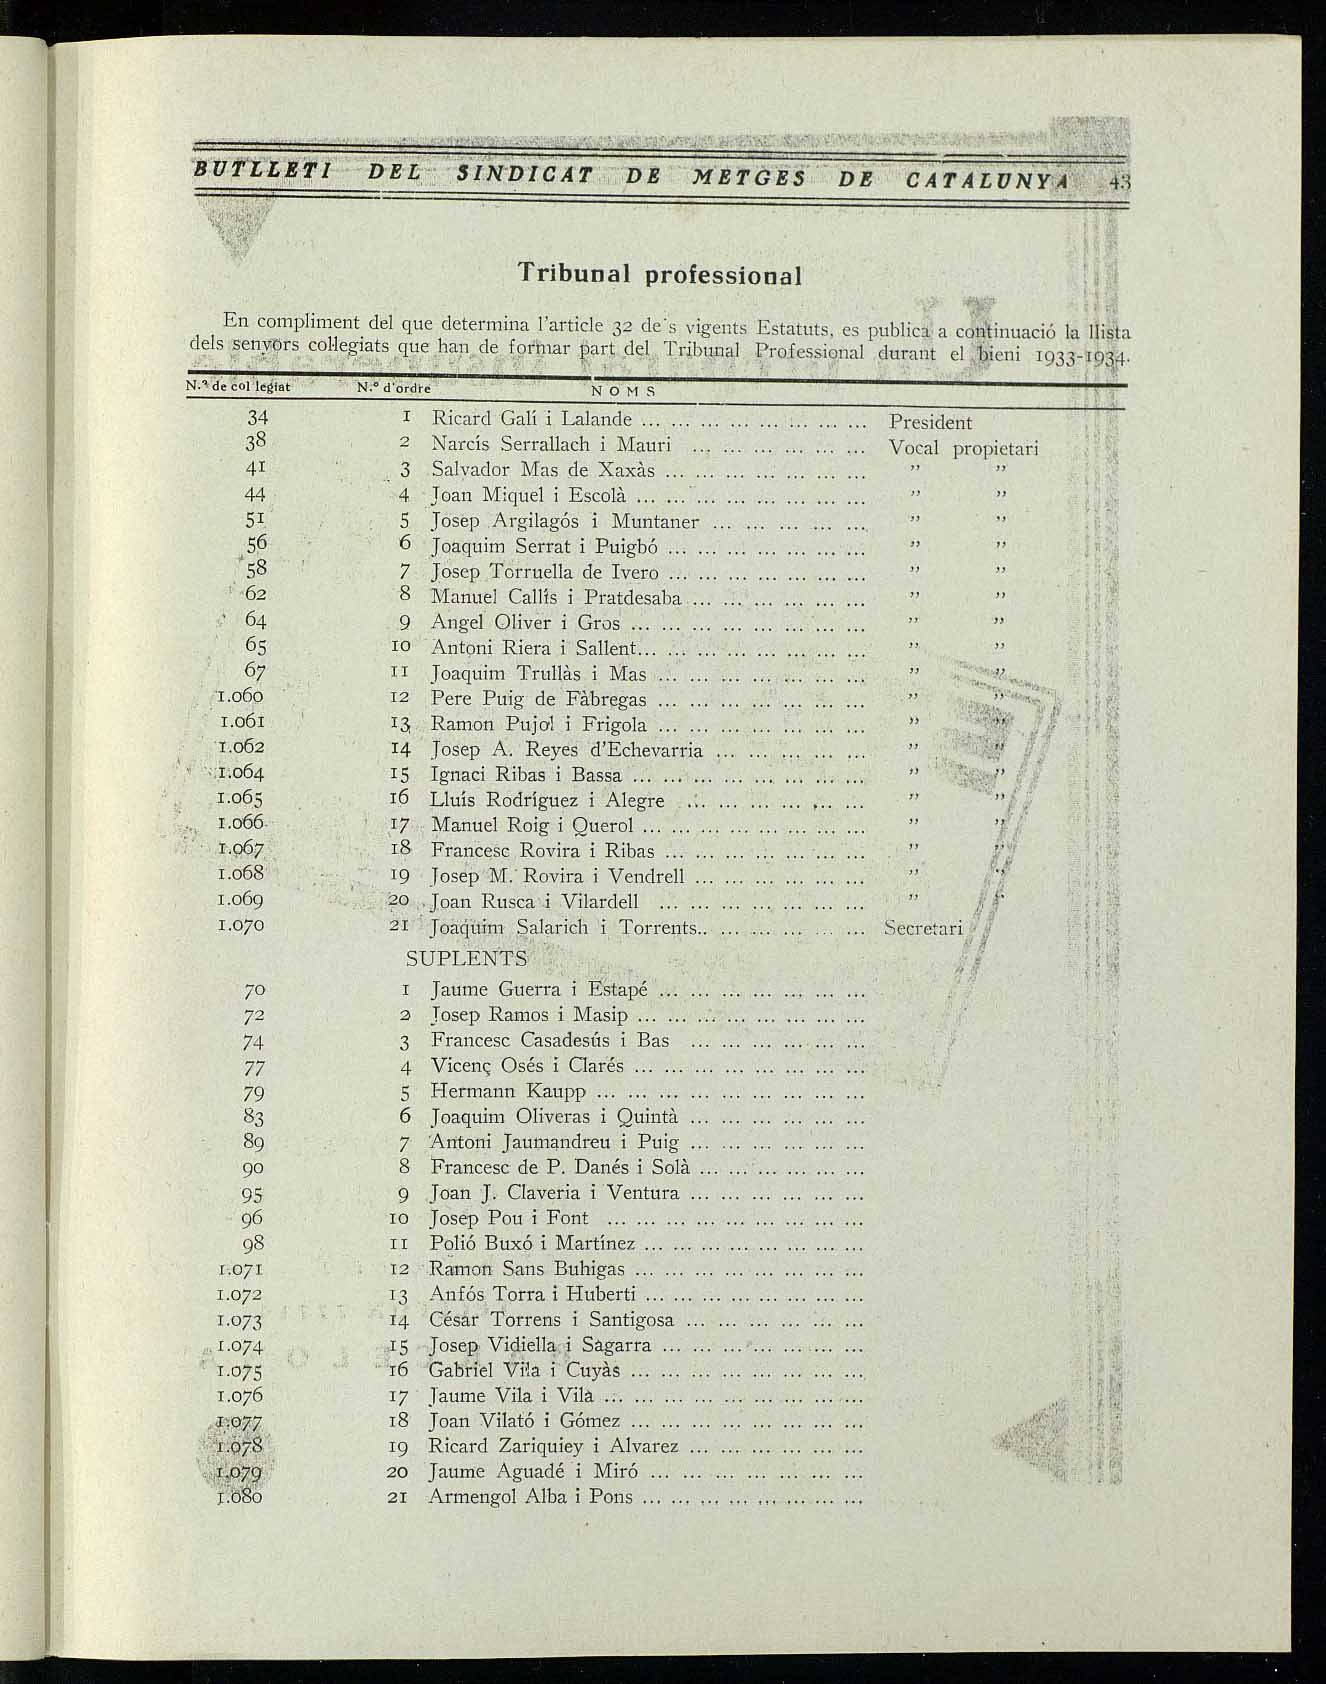 BUTLLETI DEL SINDICAT DE METGES DE CATALUNYA 43
Tribunal professional
En compliment del que determina l'article 32 de's vigents Estatuts, es publica a continuació la llista
dels senyors col·legiats que han de formar part del Tribunal Professional durant el bieni 1933-1934.
N.º de col legiat N.º d'ordre NOMS
34 1 Ricard Galí i Lalande ... ... ... ... ... ... ... ... President
38 2 Narcís Serrallach i Mauri ... ... ... ... ... ... Vocal propietari
41 3 Salvador Mas de Xaxàs ... ... ... ... ... ... ... " "
44 4 Joan Miquel i Escolà ... ... ... ... ... ... ... ... " "
51 5 Josep Argilagós i Muntaner ... ... ... ... ... " "
56 6 Joaquim Serrat i Puigbó ... ... ... ... ... ... ... " "
58 7 Josep Torruella de Ivero ... ... ... ... ... ... ... " "
62 8 Manuel Callís i Pratdesaba ... ... ... ... ... ... " "
64 9 Angel Oliver i Gros ... ... ... ... ... ... ... ... " "
65 10 Antoni Riera i Sallent... ... ... ... ... ... ... ... " "
67 11 Joaquim Trullàs i Mas ... ... ... ... ... ... ... " "
1.060 12 Pere Puig de Fàbregas ... ... ... ... ... ... ... " "
1.061 13 Ramon Pujol i Frigola ... ... ... ... ... ... ... " "
1.062 14 Josep A. Reyes d'Echevarria ... ... ... ... ... " "
1.064 15 Ignaci Ribas i Bassa ... ... ... ... ... ... ... ... " "
1.065 16 Lluís Rodríguez i Alegre ... ... ... ... ... ... " "
1.066 17 Manuel Roig i Querol ... ... ... ... ... ... ... ... " "
1.067 18 Francesc Rovira i Ribas ... ... ... ... ... ... ... " "
1.068 19 Josep M. Rovira i Vendrell ... ... ... ... ... ... " "
1.069 20 Joan Rusca i Vilardell ... ... ... ... ... ... ... " "
1.070 21 Joaquim Salarich i Torrents.. ... ... ... ... ... Secretari
SUPLENTS
70 1 Jaume Guerra i Estapé ... ... ... ... ... ... ...
72 2 Josep Ramos i Masip ... ... ... ... ... ... ... ...
74 3 Francesc Casadesús i Bas ... ... ... ... ... ...
77 4 Vicenç Osés i Clarés ... ... ... ... ... ... ... ...
79 5 Hermann Kaupp ... ... ... ... ... ... ... ... ...
83 6 Joaquim Oliveras i Quintà ... ... ... ... ... ...
89 7 Antoni Jaumandreu i Puig ... ... ... ... ... ...
90 8 Francesc de P. Danés i Solà ... ... ... ... ... ...
95 9 Joan J. Claveria i Ventura ... ... ... ... ... ...
96 10 Josep Pou i Font ... ... ... ... ... ... ... ... ...
98 11 Polió Buxó i Martínez ... ... ... ... ... ... ... ...
1.071 12 Ramon Sans Buhigas ... ... ... ... ... ... ... ...
1.072 13 Anfós Torra i Huberti ... ... ... ... ... ... ... ...
1.073 14 César Torrens i Santigosa ... ... ... ... ... ...
1.074 15 Josep Vidiella i Sagarra ... ... ... ... ... ... ...
1.075 16 Gabriel Vila i Cuyàs ... ... ... ... ... ... ... ...
1.076 17 Jaume Vila i Vilà ... ... ... ... ... ... ... ... ...
1.077 18 Joan Vilató i Gómez ... ... ... ... ... ... ... ...
1.078 19 Ricard Zariquiey i Alvarez ... ... ... ... ... ...
1.079 20 Jaume Aguadé i Miró ... ... ... ... ... ... ...
1.080 21 Armengol Alba i Pons ... ... ... ... ... ... ... ...